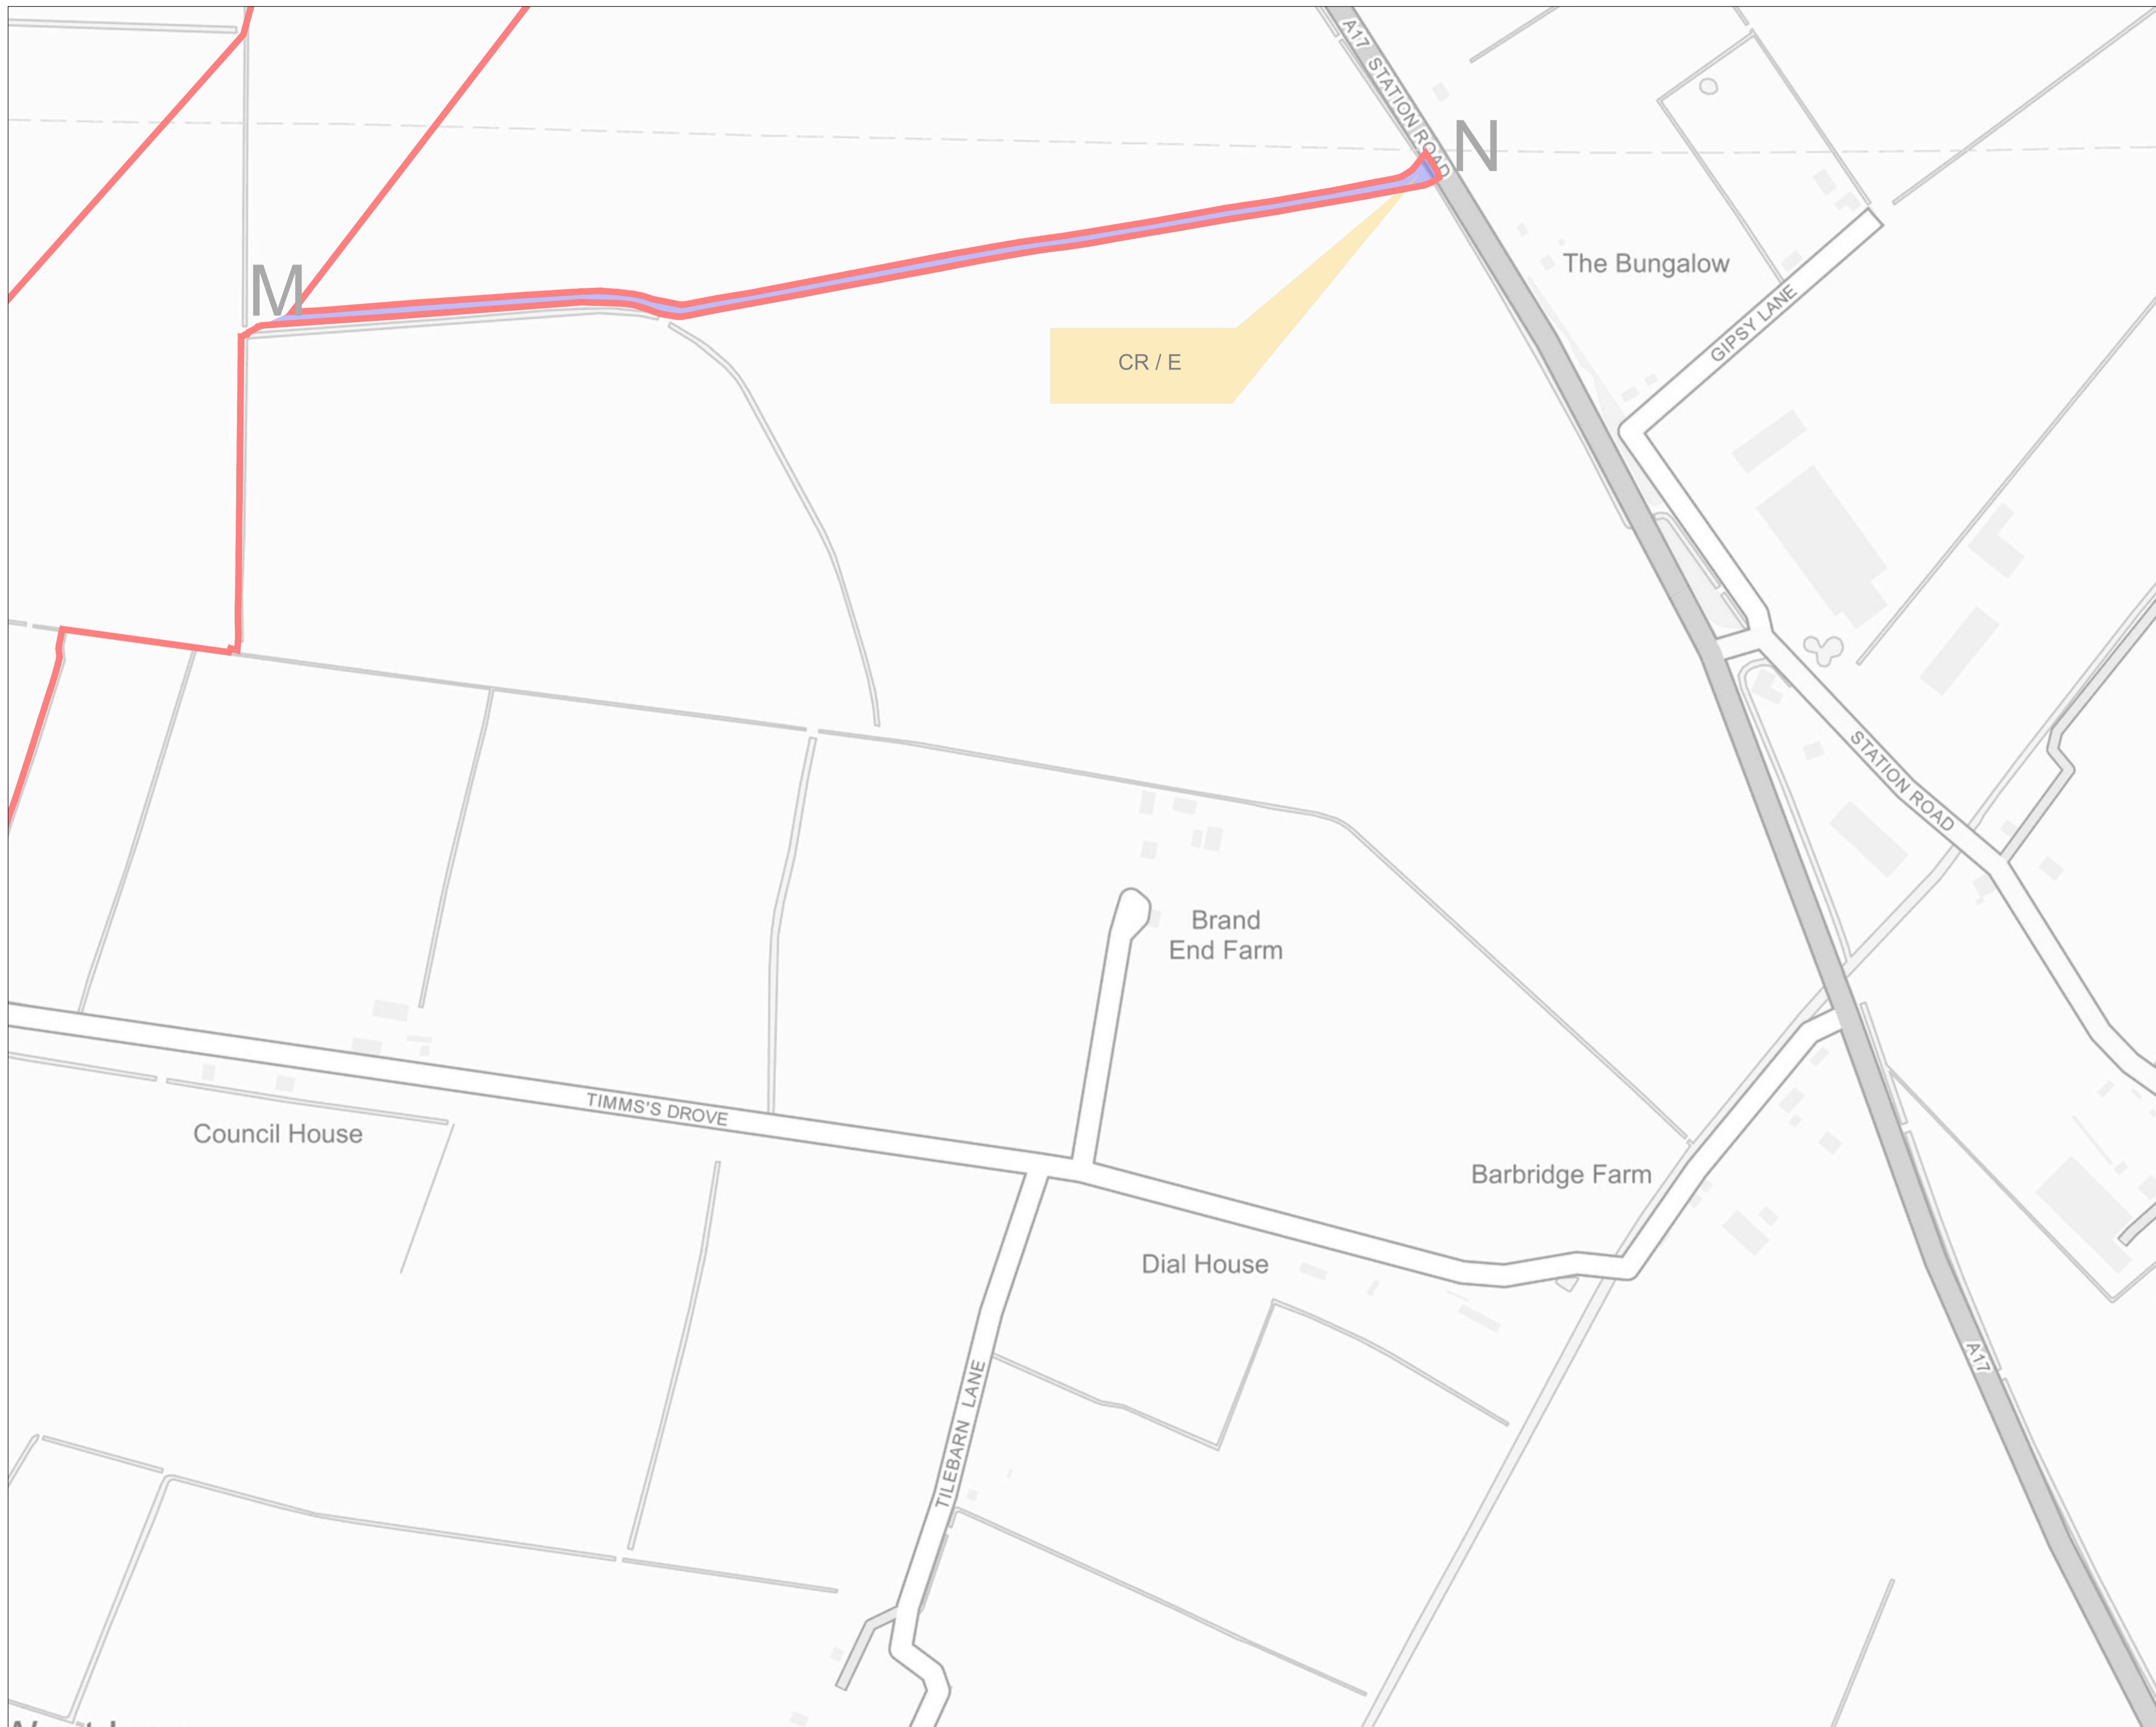 A17 STATION ROAD
N
M
The Bungalow
GIPSY LANE
CR / E
STATION ROAD
Brand
End Farm
TIMMS'S DROVE
Council House
Barbridge Farm
Dial House
A17
TILEBARN LANE